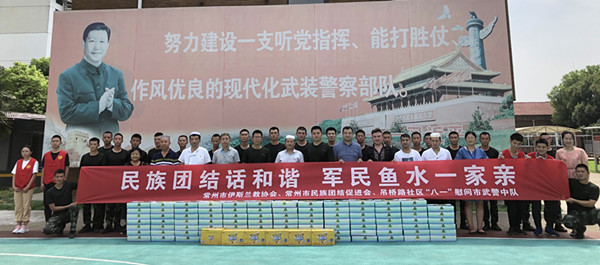 努力建设一支听党指挥、能打胜仗、
作风优良的现代化武装警察部队。
民族团结话和谐 军民鱼水一家亲
常州市伊斯兰教协会、常州市民族团结促进会、吊桥路社区“八一”慰问市武警中队